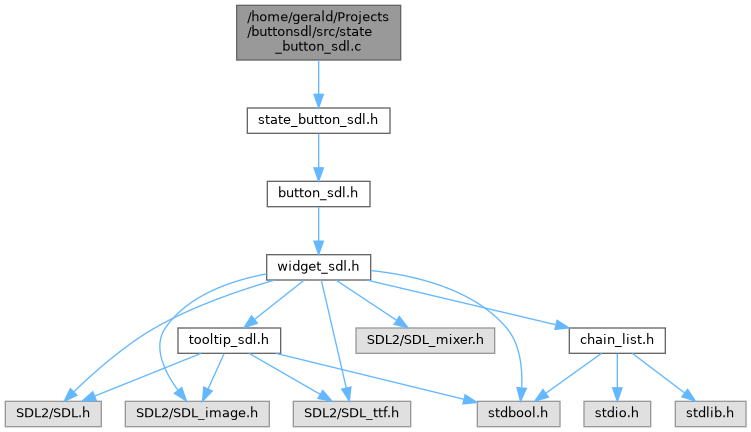 /home/gerald/Projects
/buttonsdl/src/state
_button_sdl.c
state_button_sdl.h
button_sdl.h
widget_sdl.h
tooltip_sdl.h
SDL2/SDL_mixer.h
chain_list.h
SDL2/SDL.h
SDL2/SDL_image.h
SDL2/SDL_ttf.h
stdbool.h
stdio.h
stdlib.h